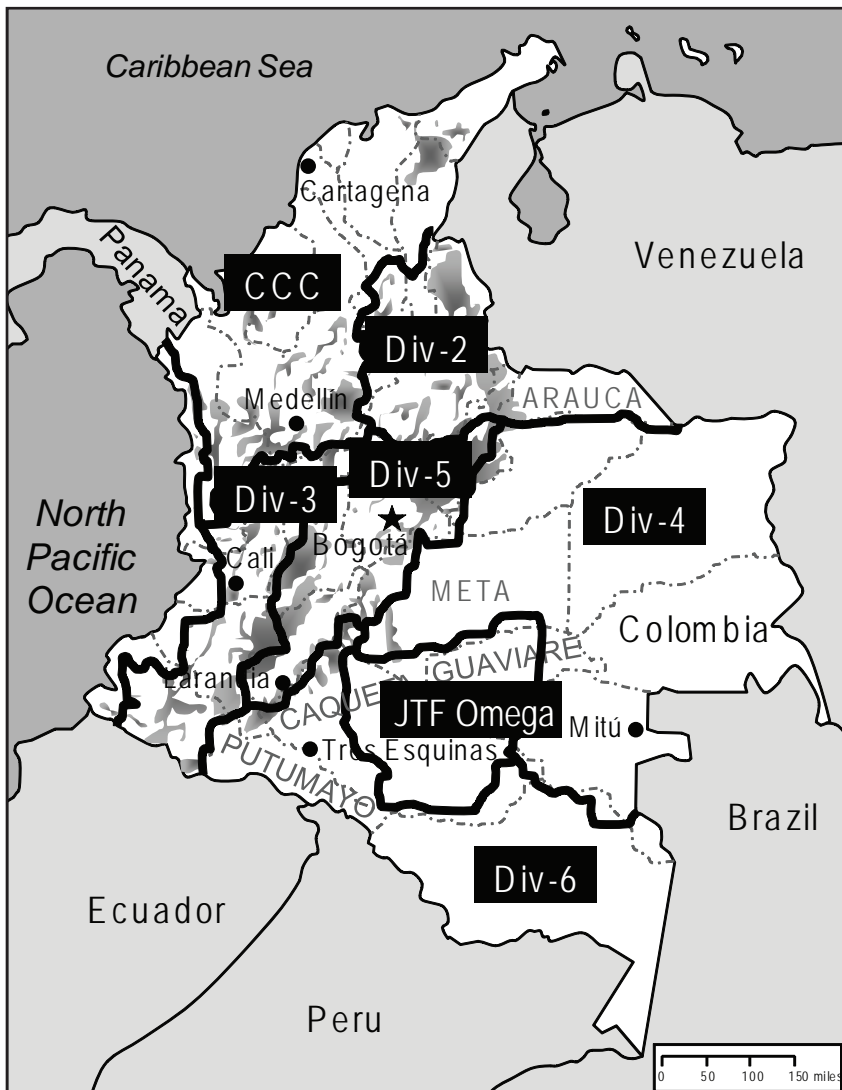 Caribbean Sea
Cartagena
Venezuela
Panama
CCC
Div-2
ARAUCA
Medellín
Div-5
Div-3
Div-4
North
Pacific
Ocean
Bogotá
Cali
META
Colombia
GUAVIARE
Larandia
CAQUETA
JTF Omega
Mitú
Tres Esquinas
PUTUMAYO
Brazil
Div-6
Ecuador
Peru
0 50 100 150 miles